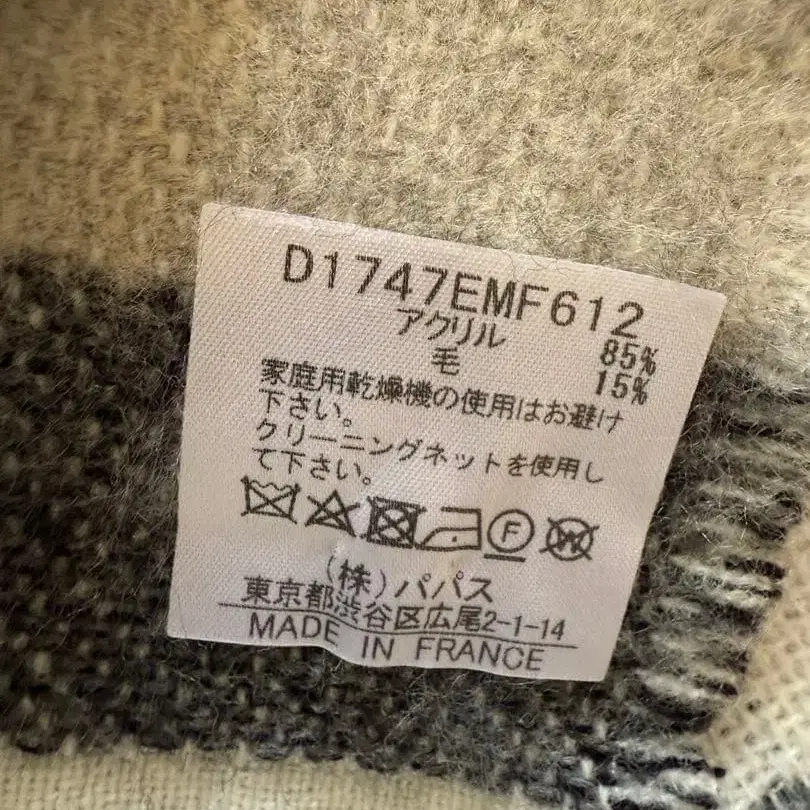 D1747EMF612
アクリル 85%
毛 15%
家庭用乾燥機の使用はお避け
下さい。
クリーニングネットを使用し
て下さい。
F W
(株)パパス
東京都渋谷区広尾2-1-14
MADE IN FRANCE